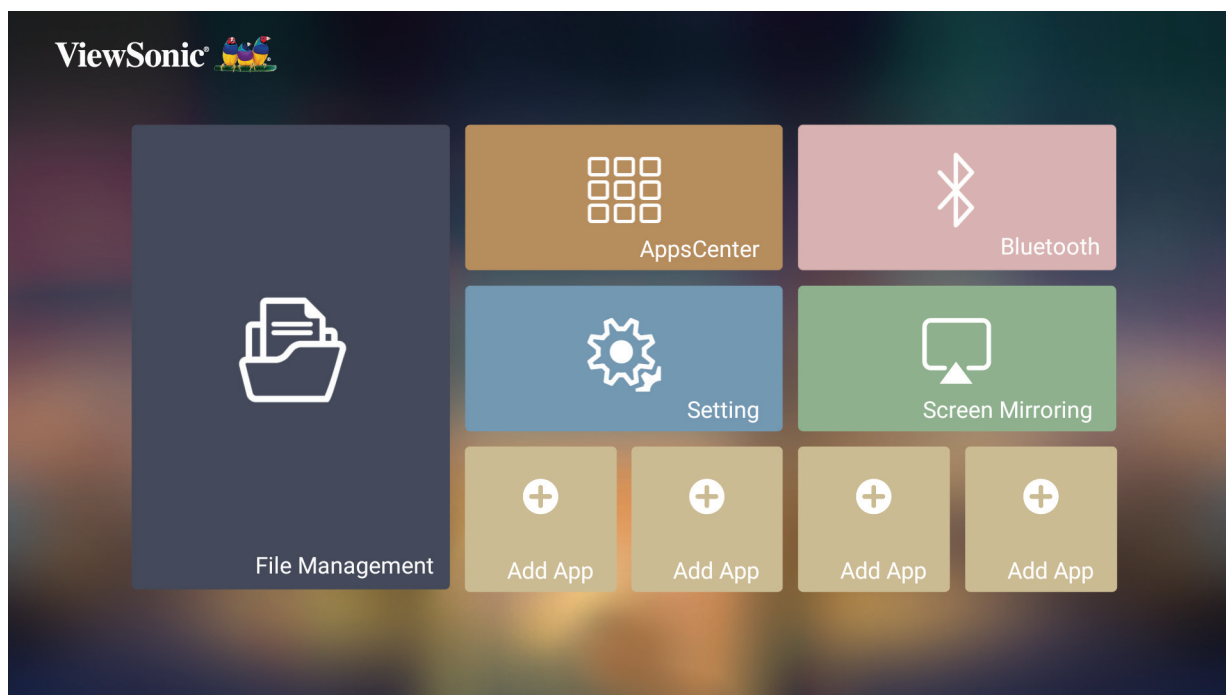 ViewSonic®
AppsCenter
Bluetooth
Setting
Screen Mirroring
File Management
Add App
Add App
Add App
Add App